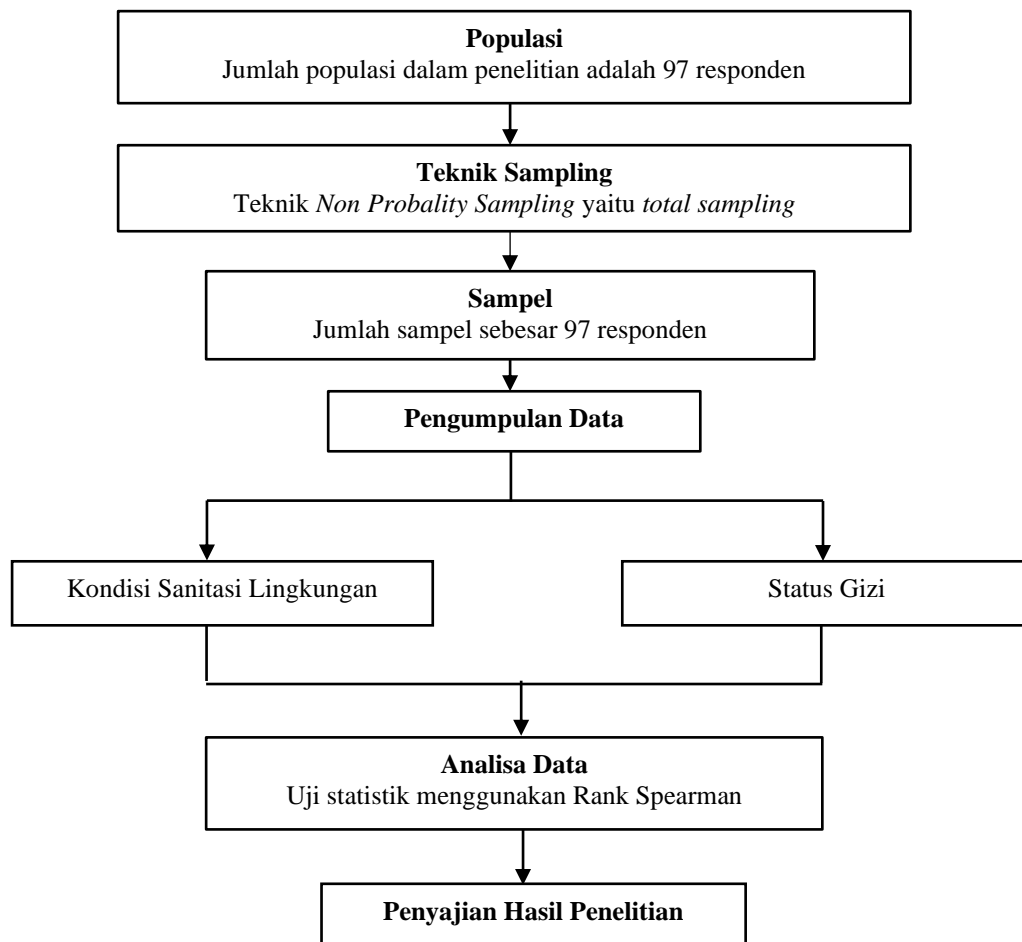 Populasi
Jumlah populasi dalam penelitian adalah 97 responden
Teknik Sampling
Teknik Non Probality Sampling yaitu total sampling
Sampel
Jumlah sampel sebesar 97 responden
Pengumpulan Data
Kondisi Sanitasi Lingkungan
Status Gizi
Analisa Data
Uji statistik menggunakan Rank Spearman
Penyajian Hasil Penelitian